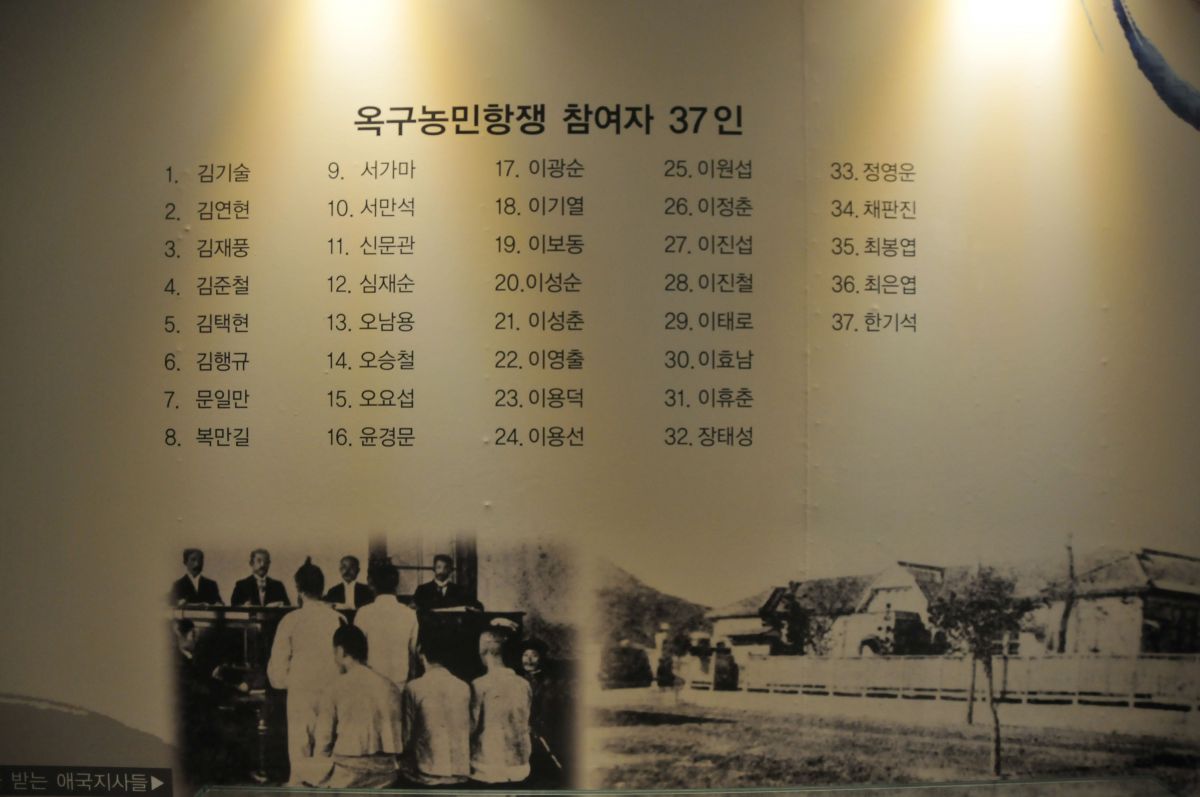 옥구농민항쟁 참여자 37인
1. 김기술
2. 김연현
3. 김재풍
4. 김준철
5. 김택현
6. 김행규
7. 문일만
8. 복만길
9. 서가마
10. 서만석
11. 신문관
12. 심재순
13. 오남용
14. 오승철
15. 오요섭
16. 윤경문
17. 이광순
18. 이기열
19. 이보동
20. 이성순
21. 이성춘
22. 이영출
23. 이용덕
24. 이용선
25. 이원섭
26. 이정춘
27. 이진섭
28. 이진철
29. 이태로
30. 이효남
31. 이휴춘
32. 장태성
33. 정영운
34. 채판진
35. 최봉엽
36. 최은엽
37. 한기석
받는 애국지사들▶